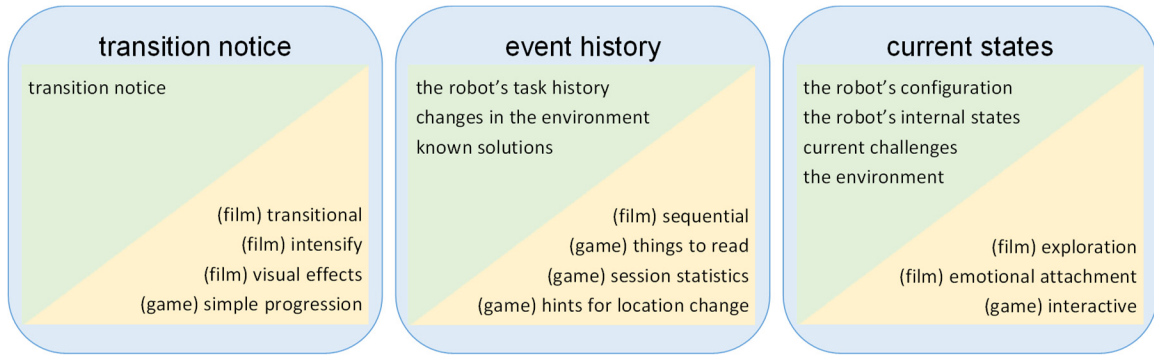 transition notice
transition notice
(film) transitional
(film) intensify
(film) visual effects
(game) simple progression
event history
the robot’s task history
changes in the environment
known solutions
(film) sequential
(game) things to read
(game) session statistics
(game) hints for location change
current states
the robot’s configuration
the robot’s internal states
current challenges
the environment
(film) exploration
(film) emotional attachment
(game) interactive